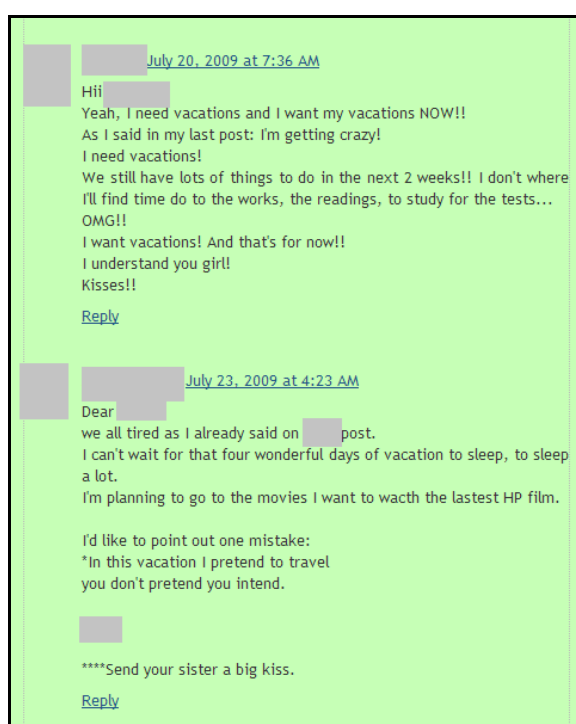 July 20, 2009 at 7:36 AM
Hii
Yeah, I need vacations and I want my vacations NOW!!
As I said in my last post: I'm getting crazy!
I need vacations!
We still have lots of things to do in the next 2 weeks!! I don't where
I'll find time do to the works, the readings, to study for the tests...
OMG!!
I want vacations! And that's for now!!
I understand you girl!
Kisses!!
Reply
July 23, 2009 at 4:23 AM
Dear
we all tired as I already said on post.
I can't wait for that four wonderful days of vacation to sleep, to sleep
a lot.
I'm planning to go to the movies I want to wacth the lastest HP film.
I'd like to point out one mistake:
*In this vacation I pretend to travel
you don't pretend you intend.
****Send your sister a big kiss.
Reply